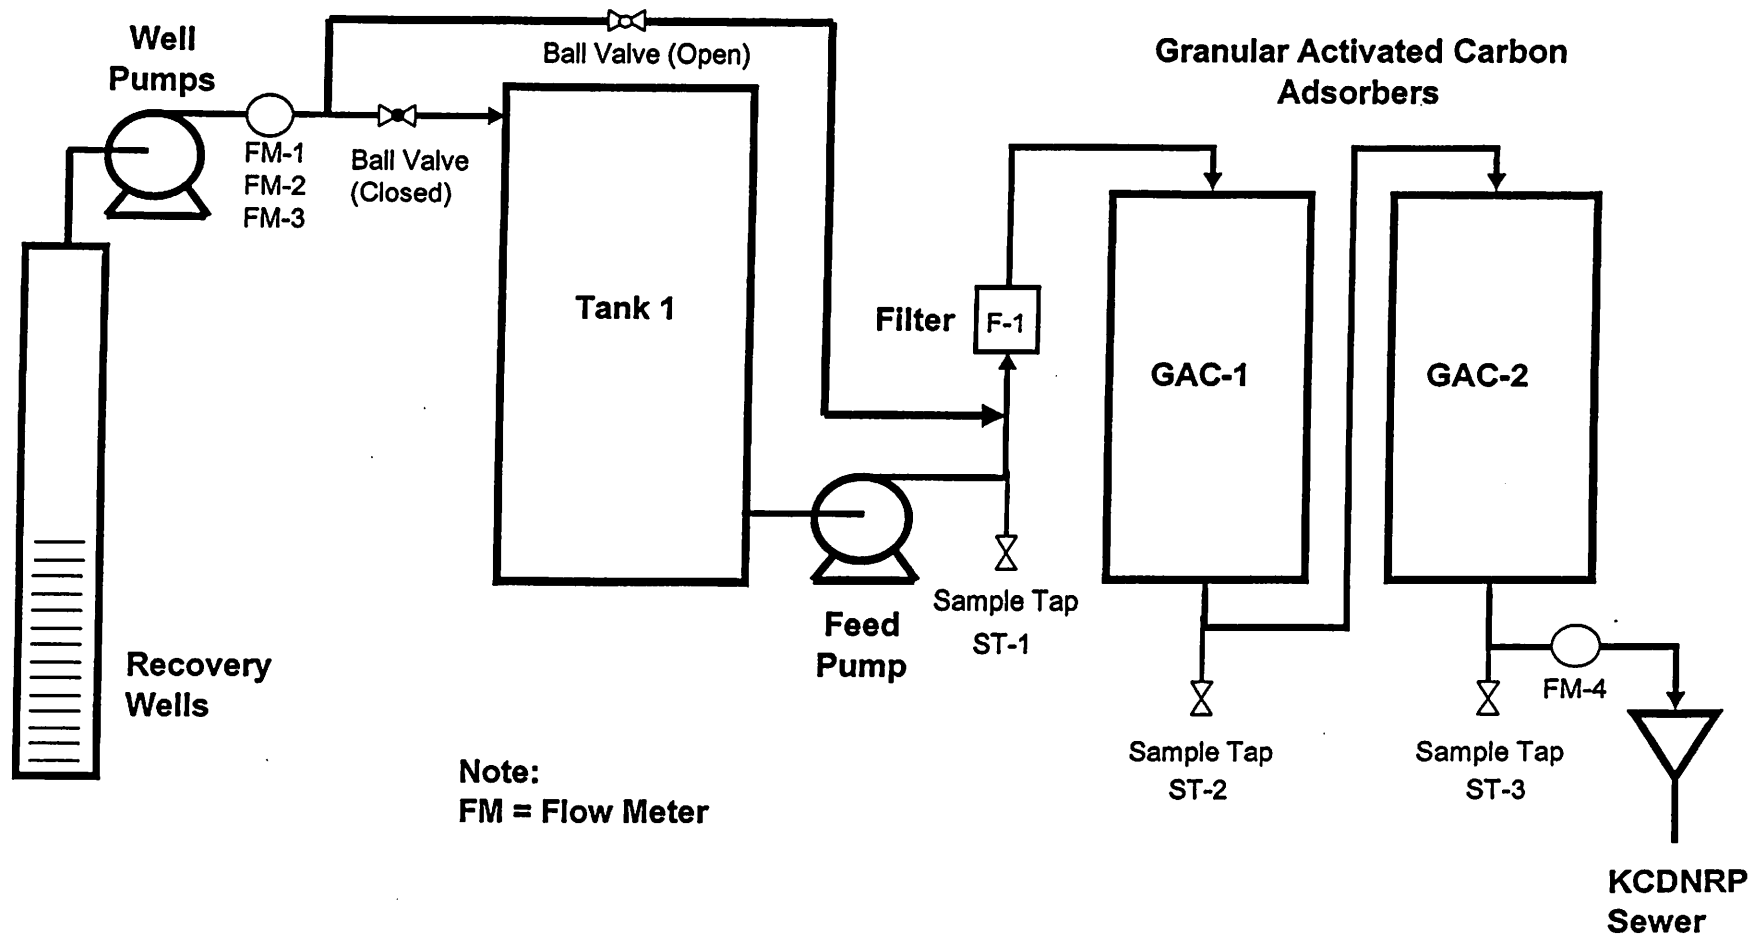 Well
Pumps
Ball Valve (Open)
Granular Activated Carbon
Adsorbers
FM-1
FM-2
FM-3
Ball Valve
(Closed)
Tank 1
Filter
F-1
GAC-1
GAC-2
Sample Tap
ST-1
Feed
Pump
Recovery
Wells
FM-4
Sample Tap
ST-2
Sample Tap
ST-3
Note:
FM = Flow Meter
KCDNRP
Sewer